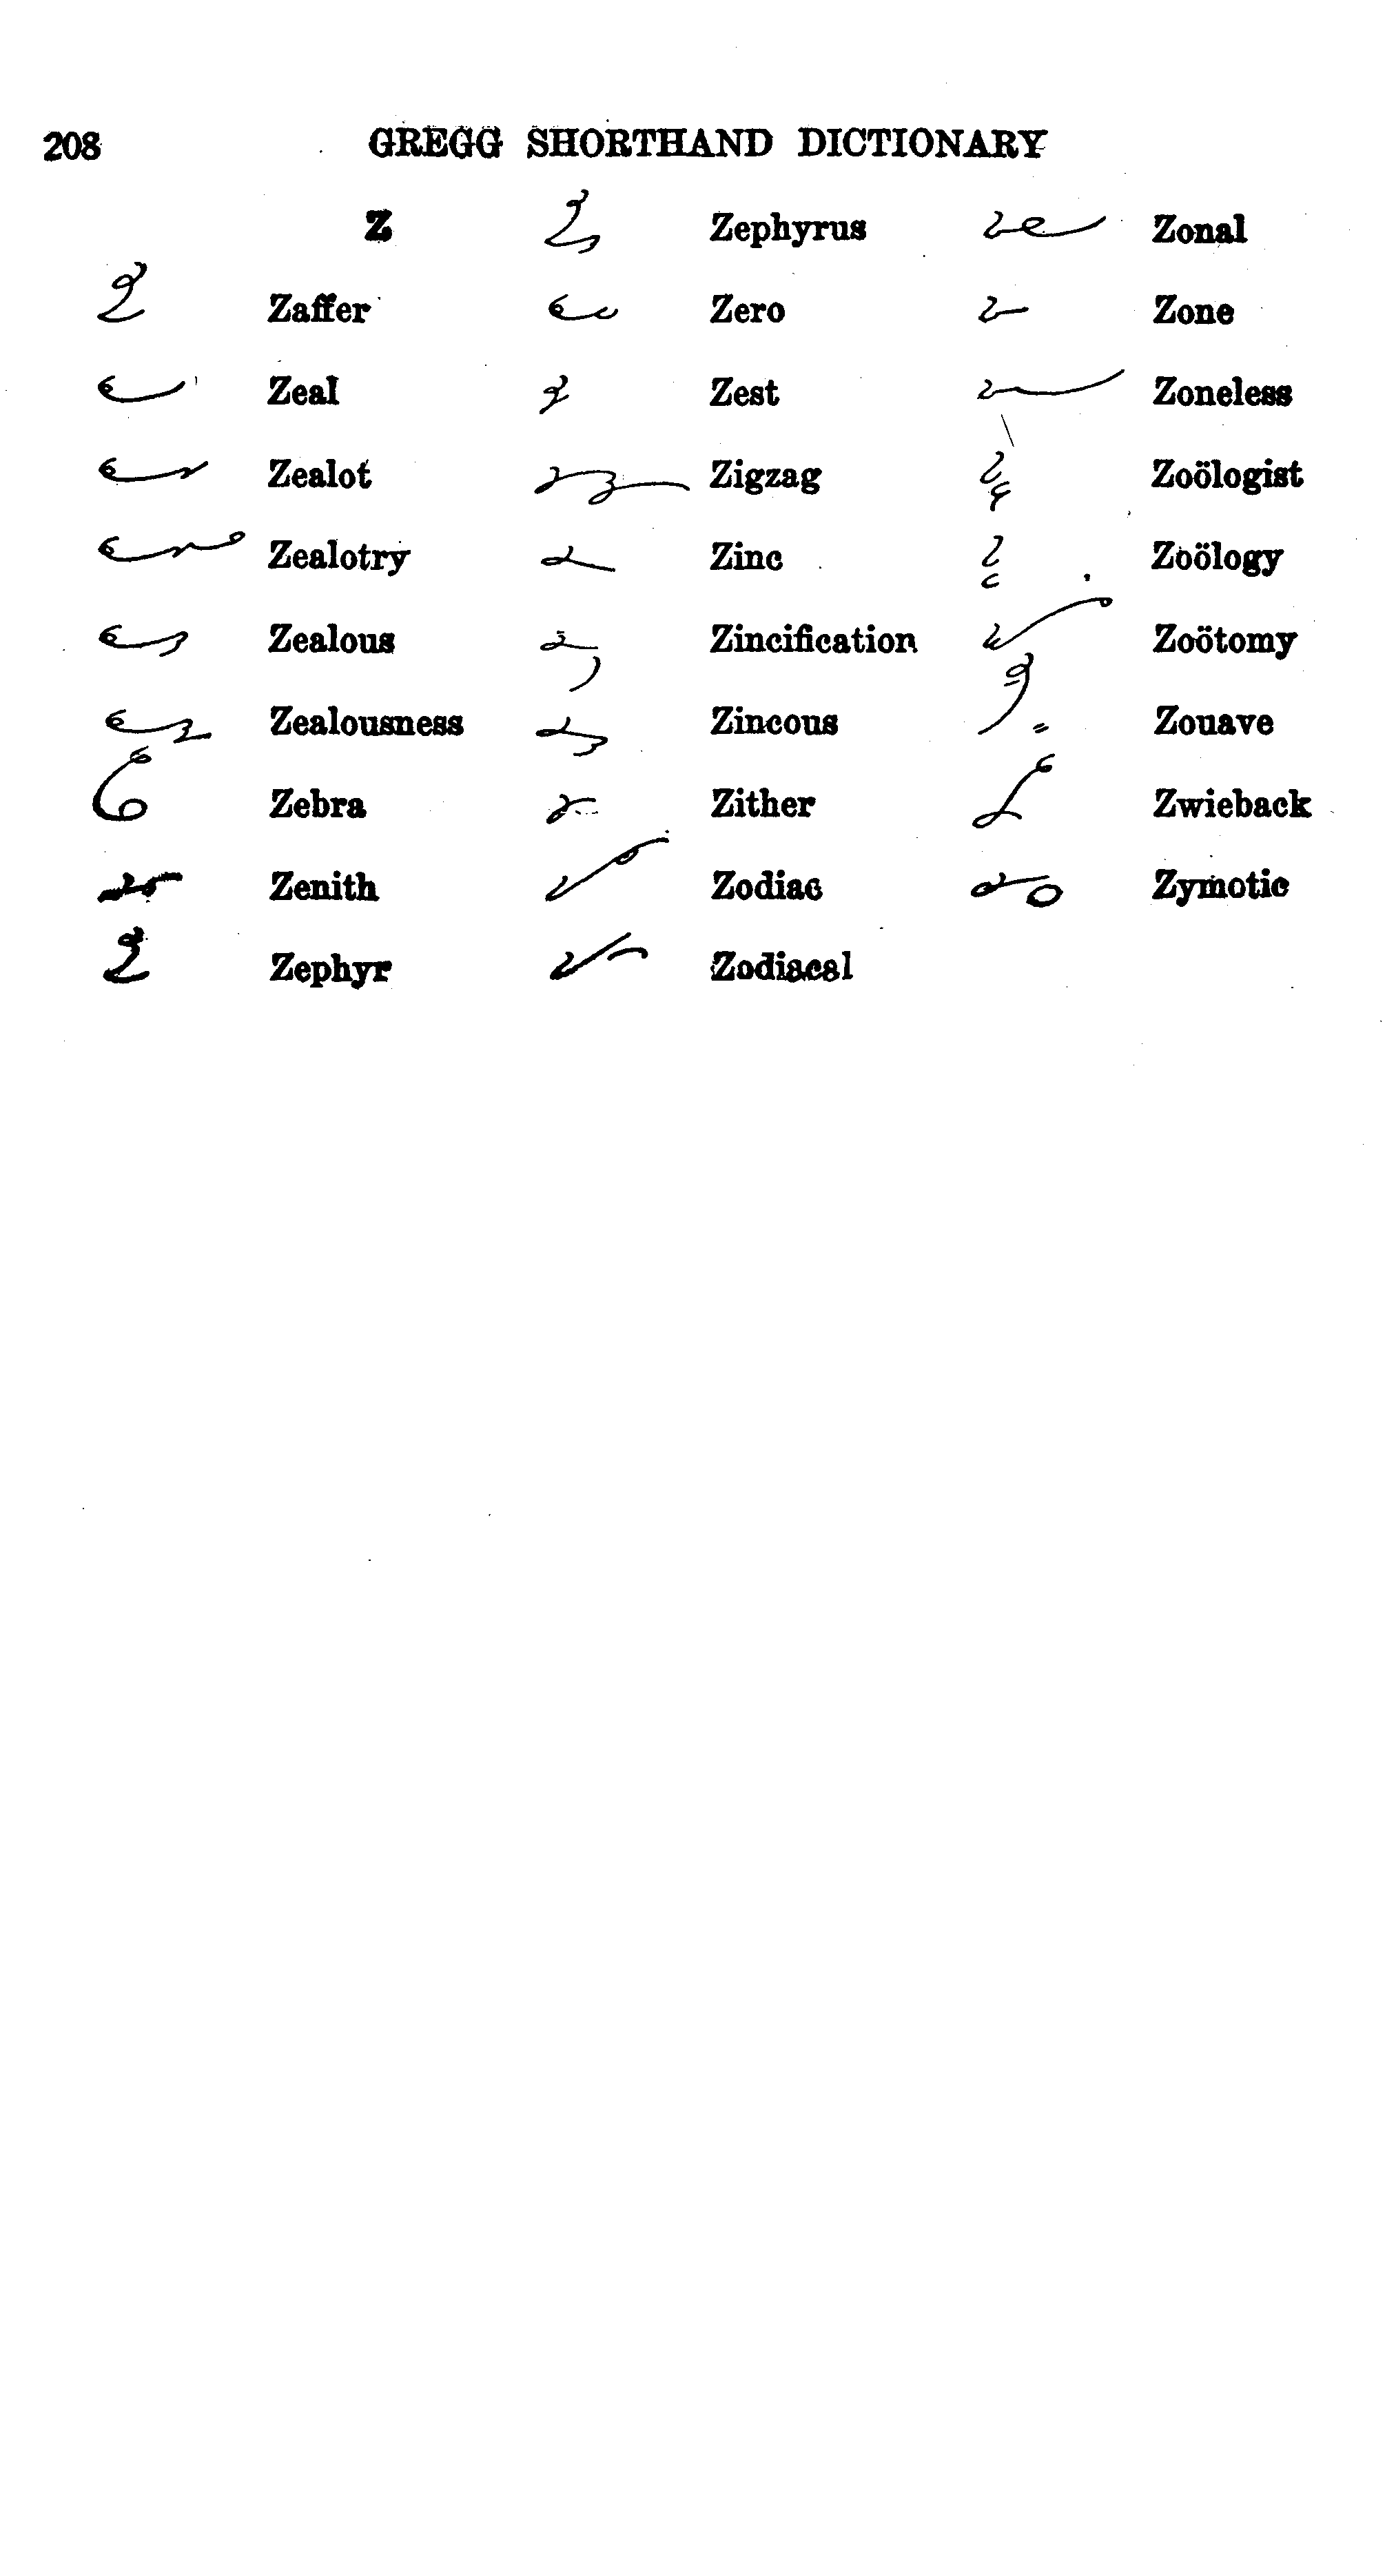 208 GREGG SHORTHAND DICTIONARY
Z
Zaffer
Zeal
Zealot
Zealotry
Zealous
Zealousness
Zebra
Zenith
Zephyr
Zephyrus
Zero
Zest
Zigzag
Zinc
Zincification
Zincous
Zither
Zodiac
Zodiacal
Zonal
Zone
Zoneless
Zoölogist
Zoölogy
Zoötomy
Zouave
Zwieback
Zymotic